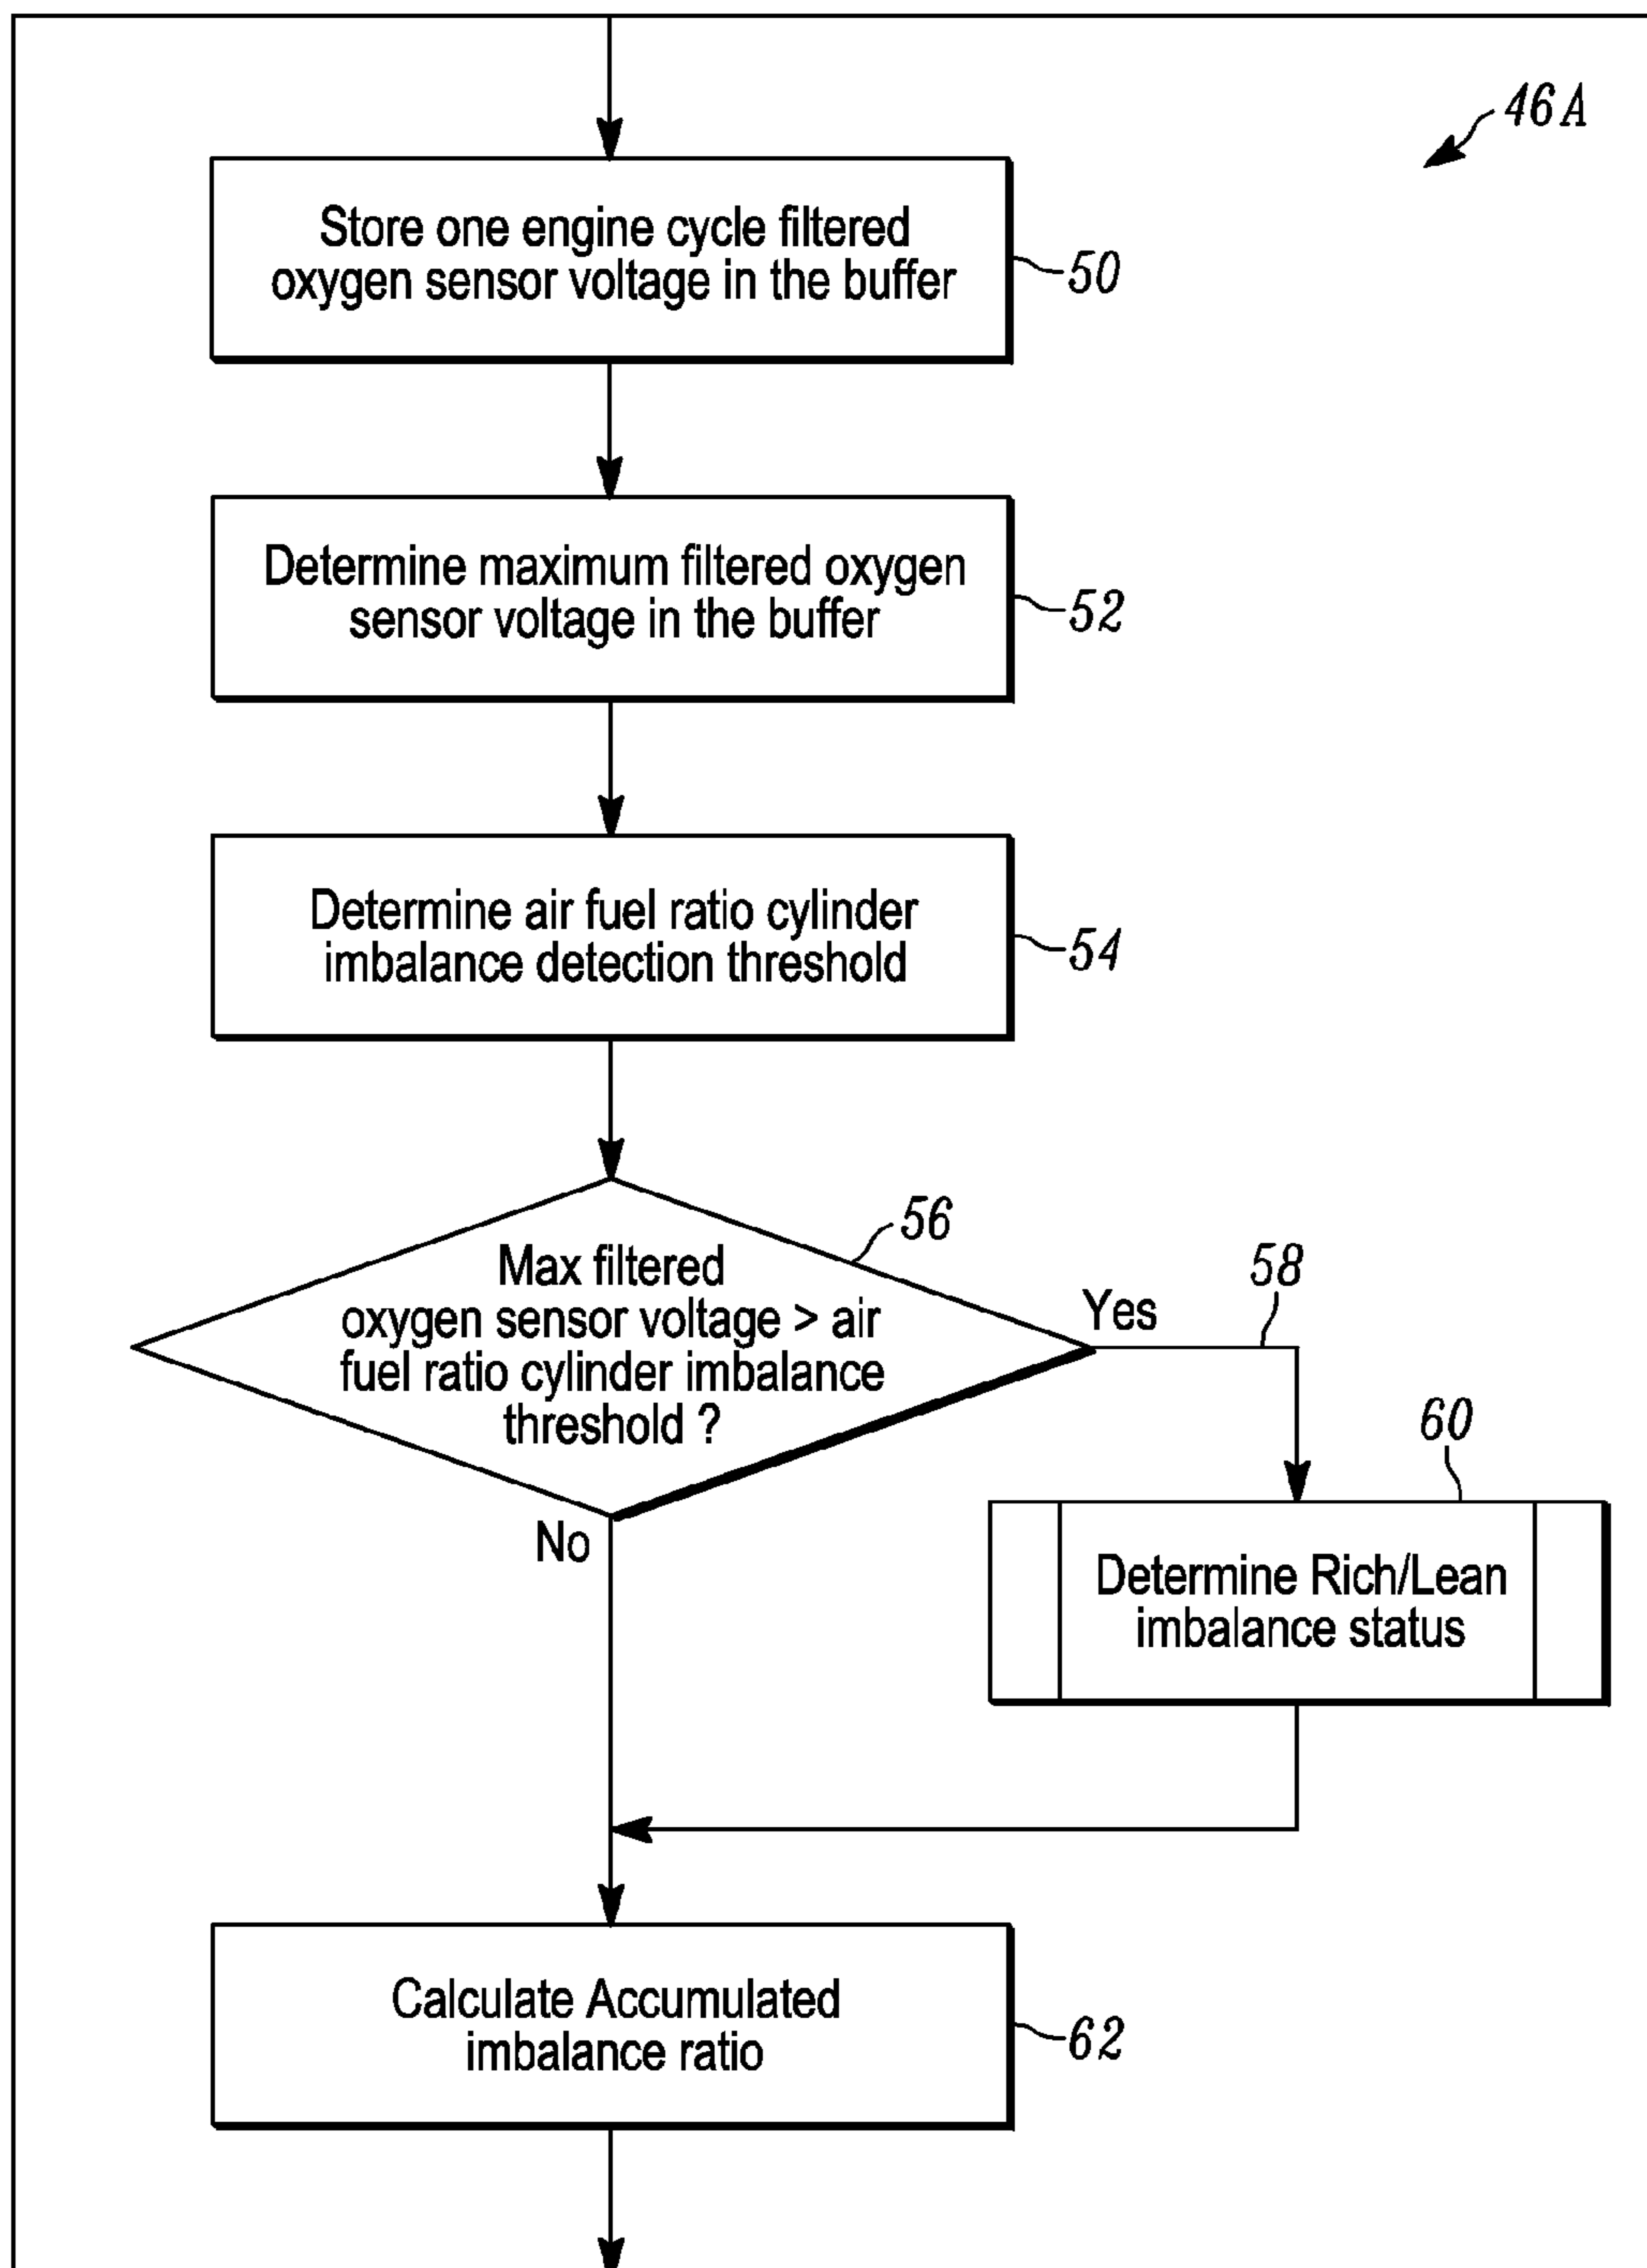 46A
Store one engine cycle filtered
oxygen sensor voltage in the buffer
50
Determine maximum filtered oxygen
sensor voltage in the buffer
52
Determine air fuel ratio cylinder
imbalance detection threshold
54
56
Max filtered
oxygen sensor voltage > air
fuel ratio cylinder imbalance
threshold ?
Yes
58
No
60
Determine Rich/Lean
imbalance status
Calculate Accumulated
imbalance ratio
62